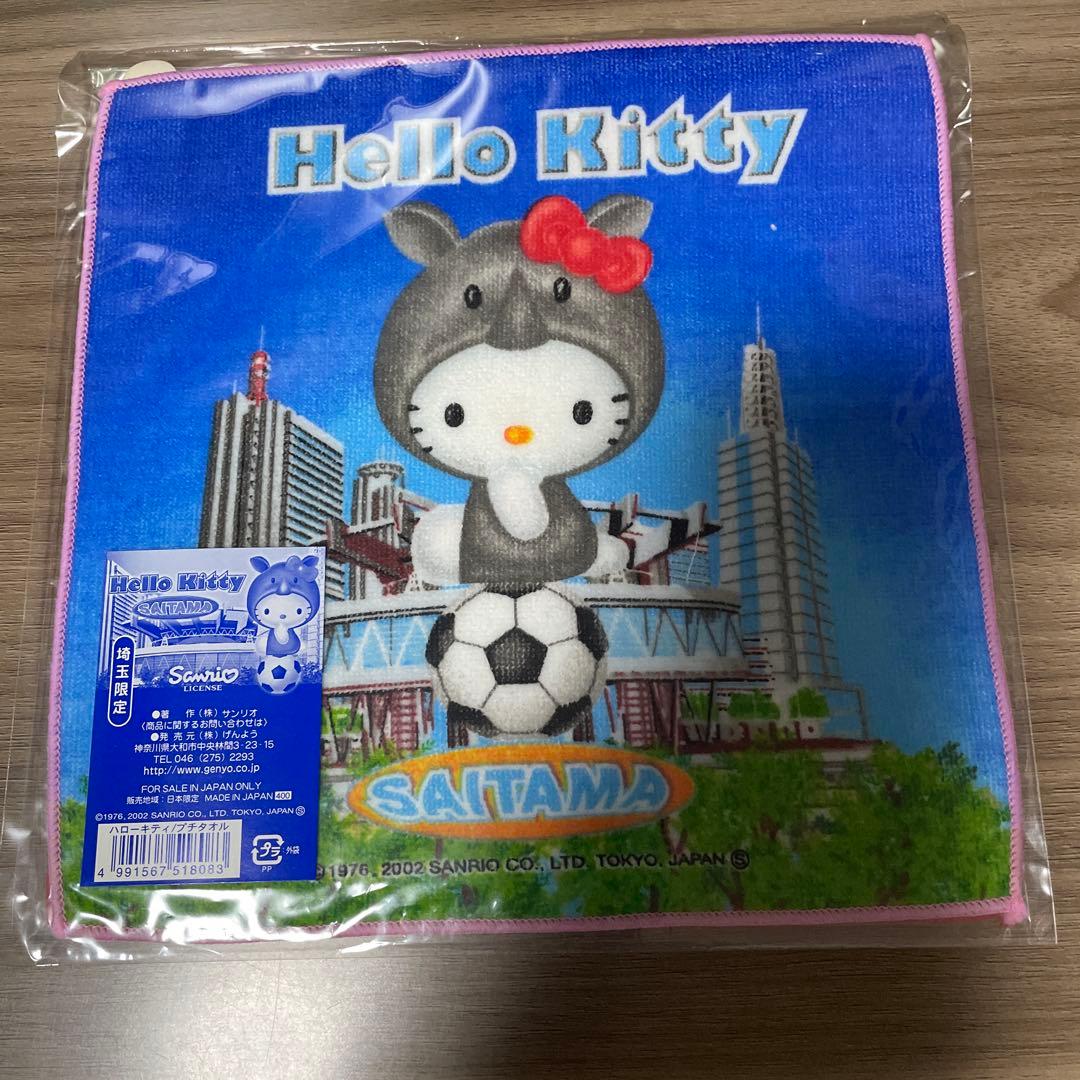 Hello Kitty
SAITAMA
©1976, 2002 SANRIO CO., LTD. TOKYO, JAPAN Ⓢ
Hello Kitty
SAITAMA
埼玉限定
Sanrio
LICENSE
●著 作(株)サンリオ
〈商品に関するお問い合わせは〉
●発 売 元(株)げんよう
神奈川県大和市中央林間3-23-15
TEL 046(275)2293
http://www.genyo.co.jp
FOR SALE IN JAPAN ONLY
販売地域：日本限定 MADE IN JAPAN 400
©1976, 2002 SANRIO CO., LTD. TOKYO, JAPAN Ⓢ
ハローキティ/プチタオル
4 991567 518083
プラ 外袋
PP